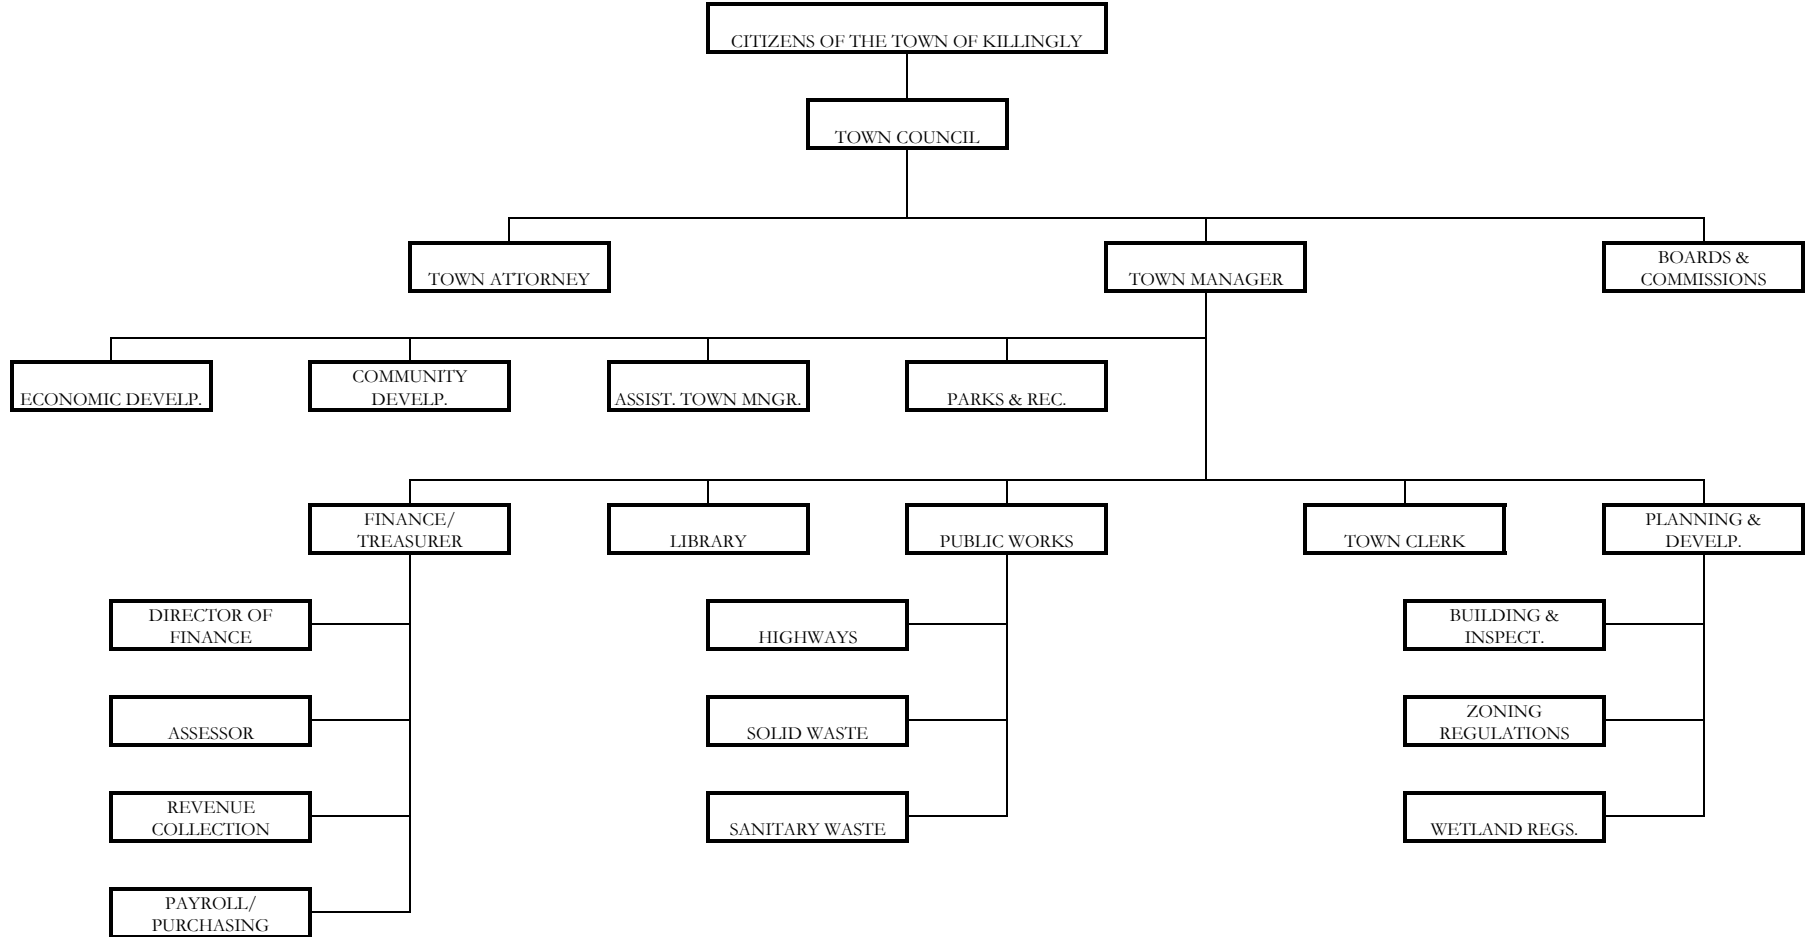 CITIZENS OF THE TOWN OF KILLINGLY
TOWN COUNCIL
TOWN ATTORNEY
TOWN MANAGER
BOARDS &
COMMISSIONS
ECONOMIC DEVELP.
COMMUNITY
DEVELP.
ASSIST. TOWN MNGR.
PARKS & REC.
FINANCE/
TREASURER
LIBRARY
PUBLIC WORKS
TOWN CLERK
PLANNING &
DEVELP.
DIRECTOR OF
FINANCE
HIGHWAYS
BUILDING &
INSPECT.
ASSESSOR
SOLID WASTE
ZONING
REGULATIONS
REVENUE
COLLECTION
SANITARY WASTE
WETLAND REGS.
PAYROLL/
PURCHASING